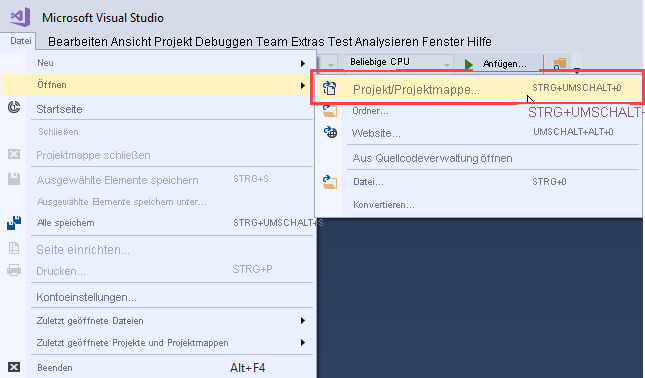 Microsoft Visual Studio
Datei Bearbeiten Ansicht Projekt Debuggen Team Extras Test Analysieren Fenster Hilfe
Beliebige CPU Anfügen...
Neu
Öffnen
Startseite
Schließen
Projektmappe schließen
Ausgewählte Elemente speichern STRG+S
Ausgewählte Elemente speichern unter...
Alle speichern STRG+UMSCHALT+S
Seite einrichten...
Drucken... STRG+P
Kontoeinstellungen...
Zuletzt geöffnete Dateien
Zuletzt geöffnete Projekte und Projektmappen
Beenden Alt+F4
Projekt/Projektmappe... STRG+UMSCHALT+0
Ordner... STRG+UMSCHALT+
Website... UMSCHALT+ALT+0
Aus Quellcodeverwaltung öffnen
Datei... STRG+0
Konvertieren...